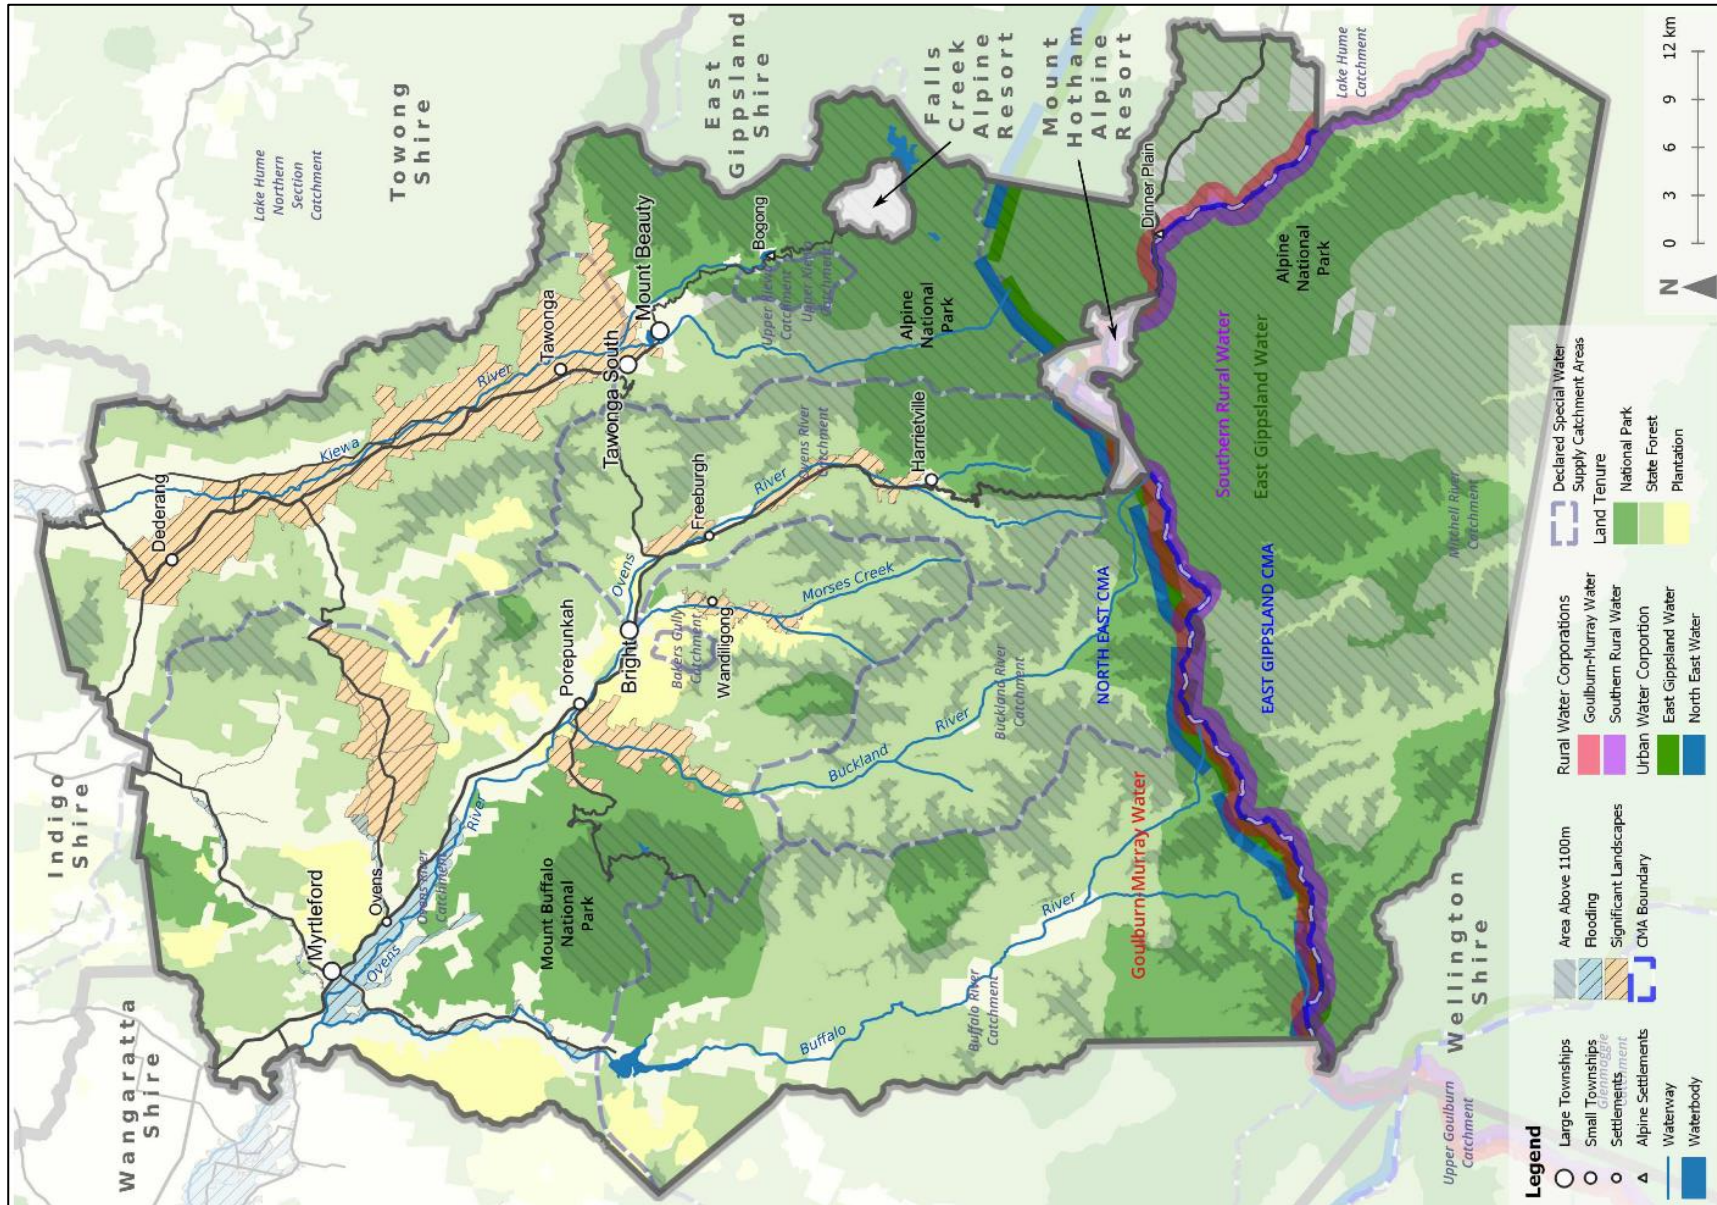 Indigo
Shire
Wangaratta
Shire
Towong
Shire
Lake Hume
Northern
Section
Catchment
East
Gippsland
Shire
Dederang
Kiewa
River
Tawonga
Tawonga South
Mount Beauty
Bogong
Upper Kiewa
Catchment
Falls
Creek
Alpine
Resort
Mount
Hotham
Alpine
Resort
Myrtleford
Ovens
Ovens River
Catchment
Ovens
River
Porepunkah
Bright
Ovens
River
Freeburgh
Ovens River
Catchment
Bakers Gully
Catchment
Wandiligong
Morses Creek
Harrietville
Alpine
National
Park
Mount Buffalo
National
Park
Buckland
River
Buckland River
Catchment
Buffalo
River
Buffalo River
Catchment
Dinner Plain
Lake Hume
Catchment
Alpine
National
Park
NORTH EAST CMA
EAST GIPPSLAND CMA
Goulburn-Murray Water
Southern Rural Water
East Gippsland Water
Mitchell River
Catchment
Wellington
Shire
Upper Goulburn
Catchment
Glenmaggie
Catchment
Legend
Large Townships
Small Townships
Settlements
Alpine Settlements
Waterway
Waterbody
Area Above 1100m
Flooding
Significant Landscapes
CMA Boundary
Rural Water Corporations
Goulburn-Murray Water
Southern Rural Water
Urban Water Corportion
East Gippsland Water
North East Water
Declared Special Water
Supply Catchment Areas
Land Tenure
National Park
State Forest
Plantation
N
0 3 6 9 12 km